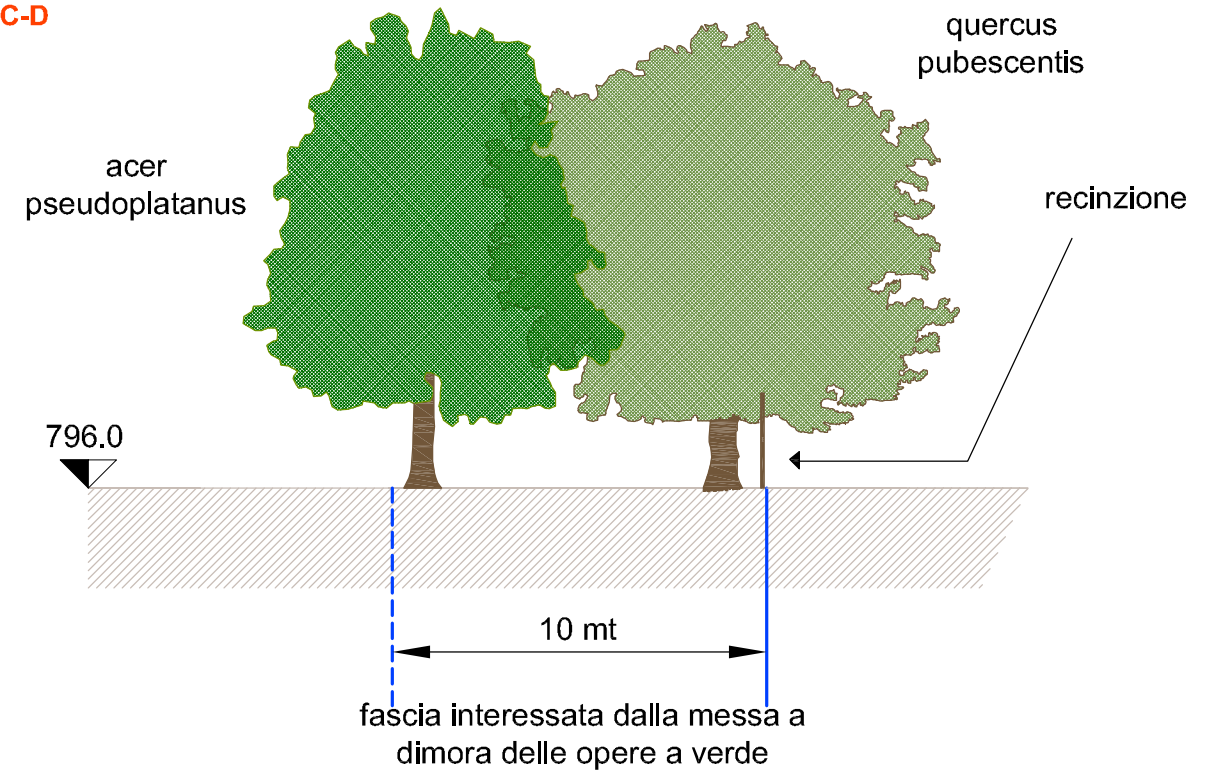 C-D
quercus
pubescentis
acer
pseudoplatanus
recinzione
796.0
10 mt
fascia interessata dalla messa a
dimora delle opere a verde